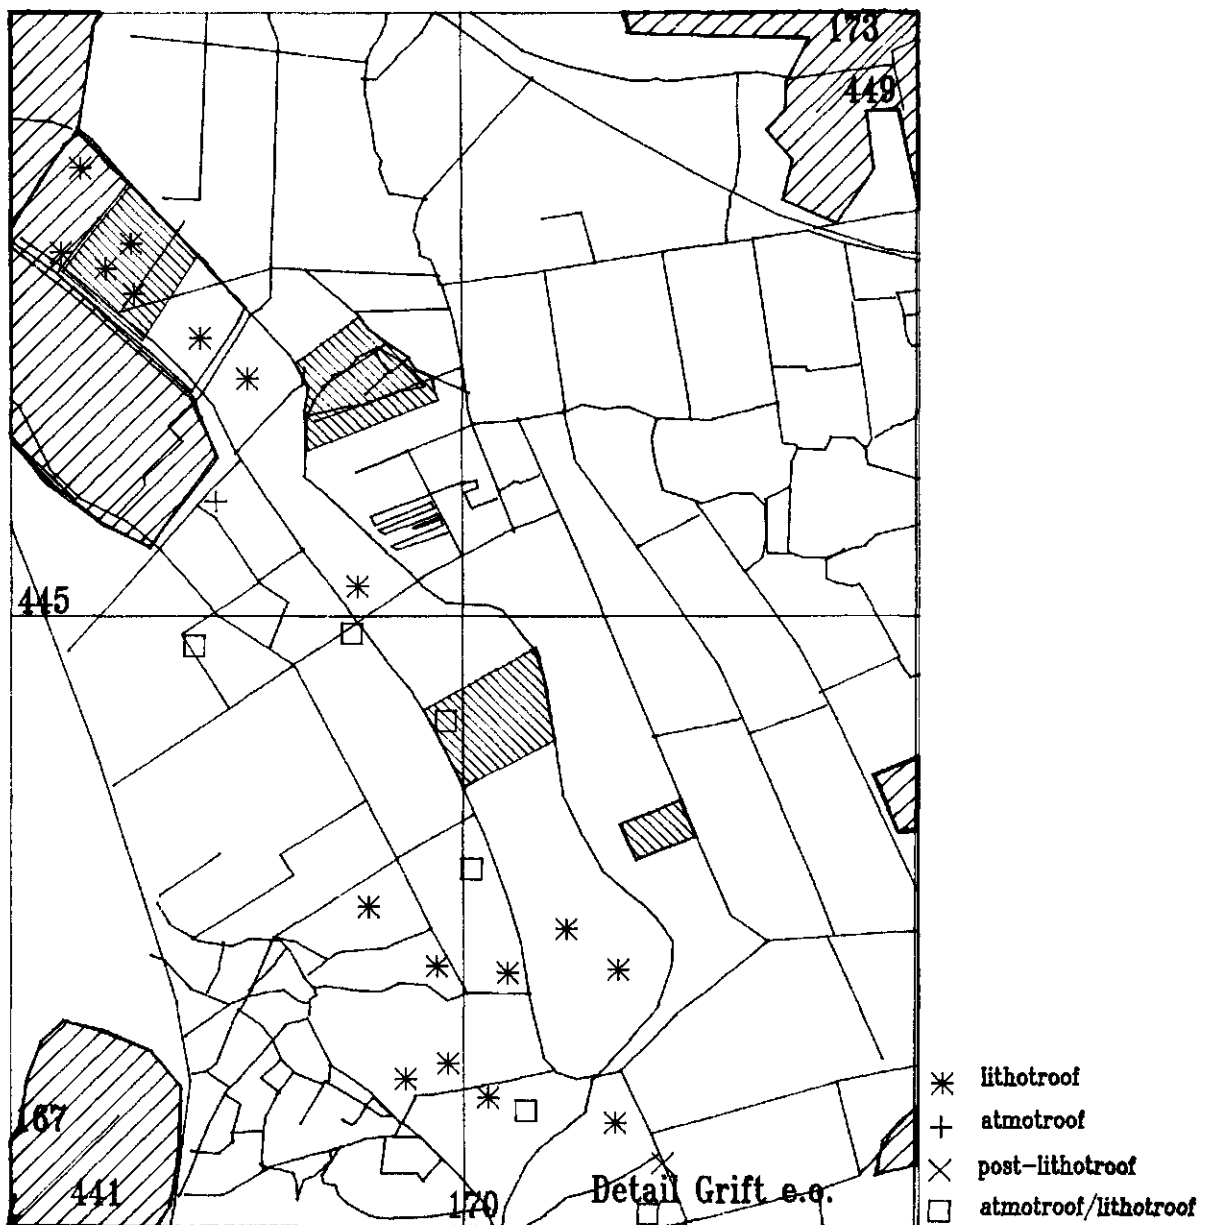 173
449
445
167
441
170
Detail Grift e.o.
lithotroof
atmotroof
post-lithotroof
atmotroof/lithotroof